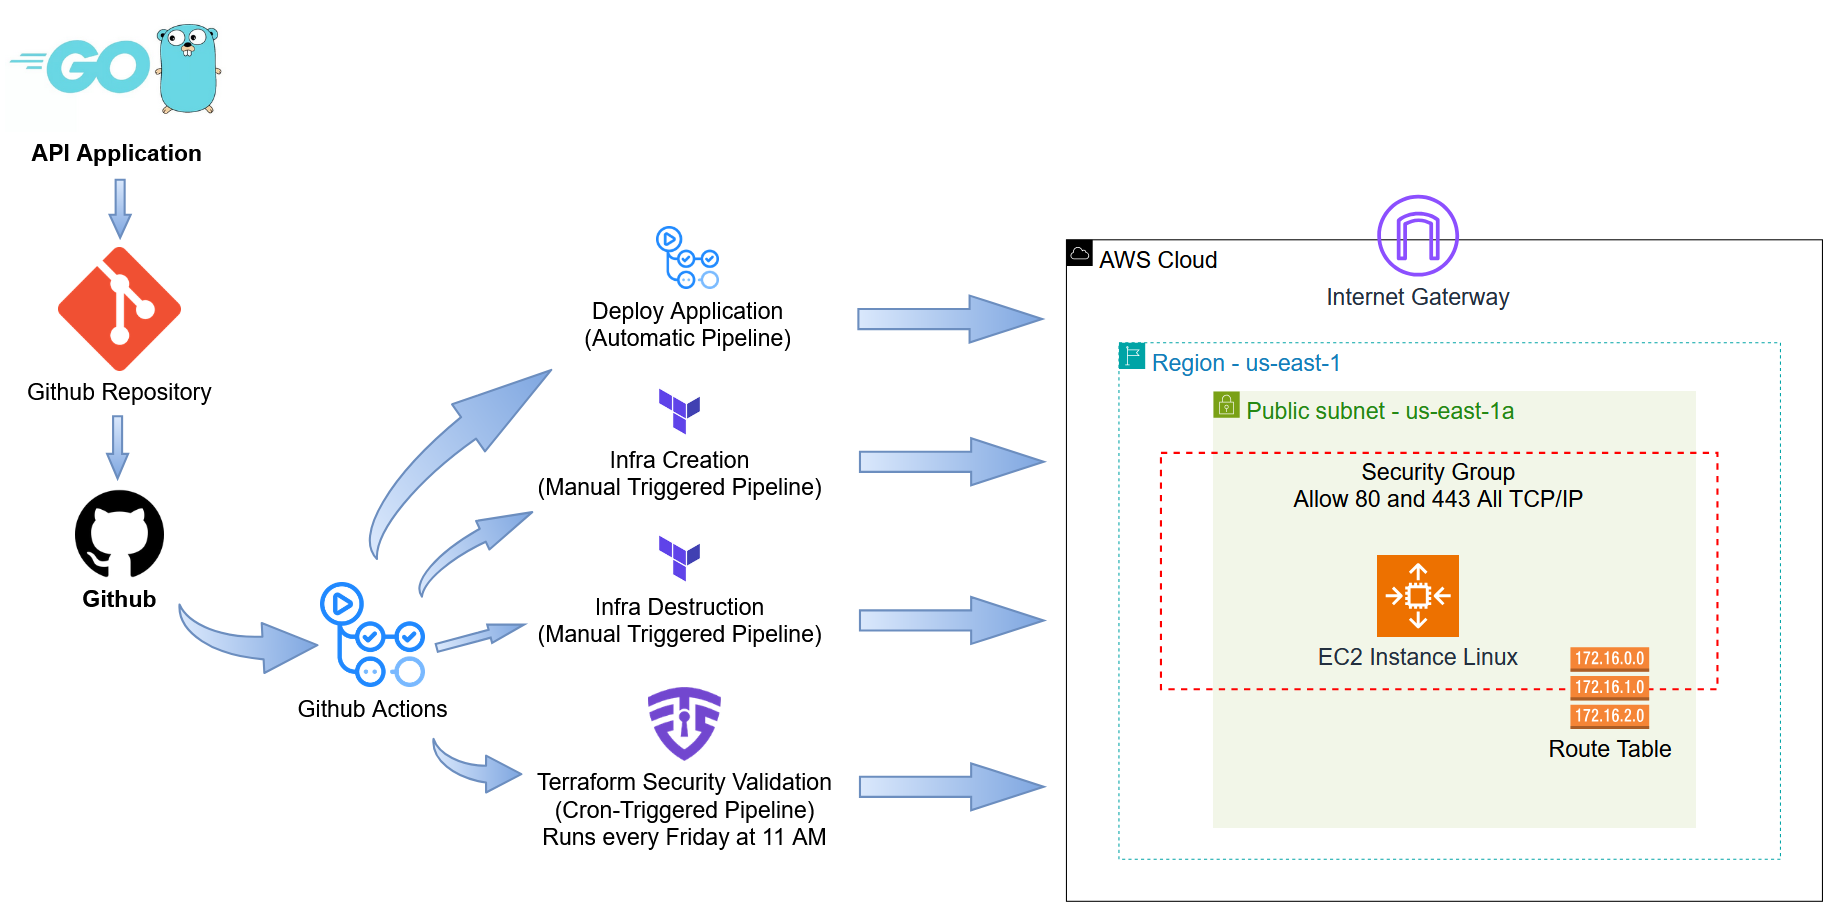 GO
API Application
Github Repository
Github
Github Actions
Deploy Application
(Automatic Pipeline)
Infra Creation
(Manual Triggered Pipeline)
Infra Destruction
(Manual Triggered Pipeline)
Terraform Security Validation
(Cron-Triggered Pipeline)
Runs every Friday at 11 AM
AWS Cloud
Internet Gaterway
Region - us-east-1
Public subnet - us-east-1a
Security Group
Allow 80 and 443 All TCP/IP
EC2 Instance Linux
172.16.0.0
172.16.1.0
172.16.2.0
Route Table